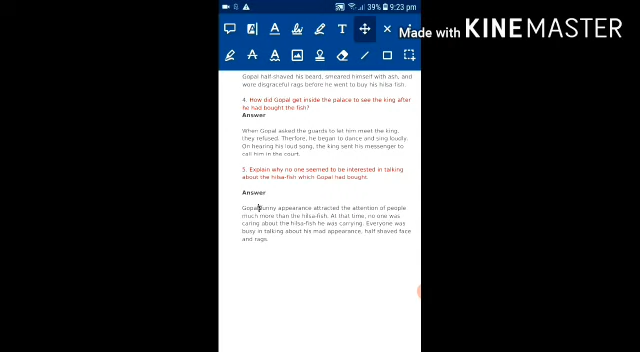 39% 9:23 pm
Made with KINEMASTER
Gopal half-shaved his beard, smeared himself with ash, and
wore disgraceful rags before he went to buy his hilsa fish.
4. How did Gopal get inside the palace to see the king after
he had bought the fish?
Answer
When Gopal asked the guards to let him meet the king,
they refused. Therfore, he began to dance and sing loudly.
On hearing his loud song, the king sent his messenger to
call him in the court.
5. Explain why no one seemed to be interested in talking
about the hilsa-fish which Gopal had bought.
Answer
Gopal funny appearance attracted the attention of people
much more than the hilsa-fish. At that time, no one was
caring about the hilsa-fish he was carrying. Everyone was
busy in talking about his mad appearance, half shaved face
and rags.